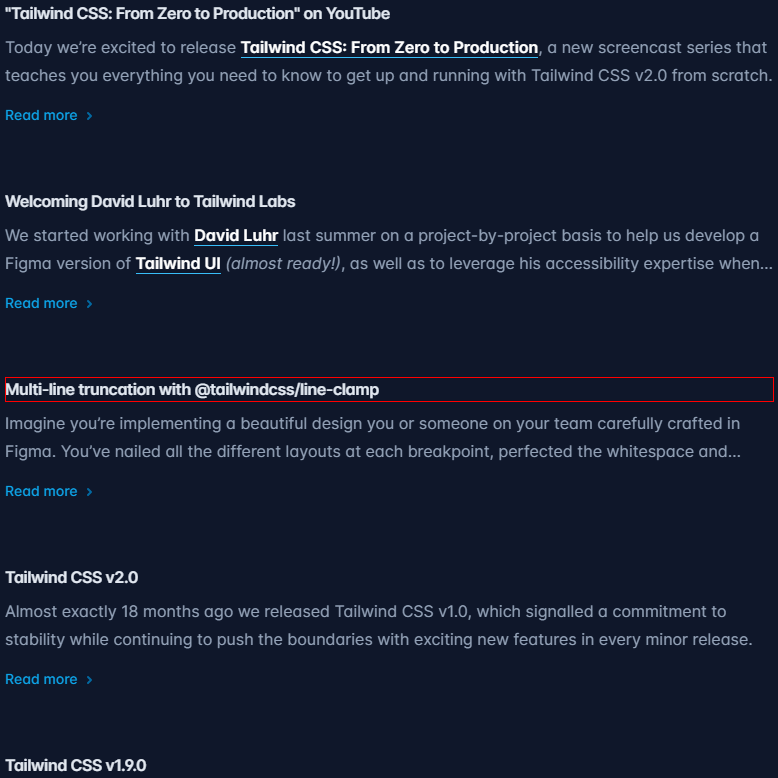 "Tailwind CSS: From Zero to Production" on YouTube
Today we're excited to release Tailwind CSS: From Zero to Production, a new screencast series that
teaches you everything you need to know to get up and running with Tailwind CSS v2.0 from scratch.
Read more
Welcoming David Luhr to Tailwind Labs
We started working with David Luhr last summer on a project-by-project basis to help us develop a
Figma version of Tailwind UI (almost ready!), as well as to leverage his accessibility expertise when...
Read more
Multi-line truncation with @tailwindcss/line-clamp
Imagine you're implementing a beautiful design you or someone on your team carefully crafted in
Figma. You've nailed all the different layouts at each breakpoint, perfected the whitespace and...
Read more
Tailwind CSS v2.0
Almost exactly 18 months ago we released Tailwind CSS v1.0, which signalled a commitment to
stability while continuing to push the boundaries with exciting new features in every minor release.
Read more
Tailwind CSS v1.9.0